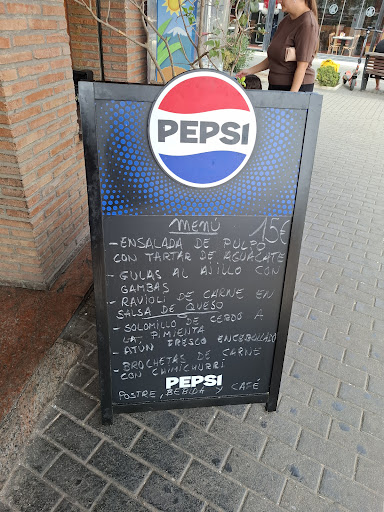 PEPSI
MENÚ 15€
- ENSALADA DE PULPO
CON TARTAR DE AGUACATE
- GULAS AL AJILLO CON
GAMBAS
- RAVIOLI DE CARNE EN
SALSA DE QUESO
- SOLOMILLO DE CERDO A
LA PIMIENTA
- ATÚN FRESCO ENCEBOLLADO
- BROCHETAS DE CARNE
CON CHIMICHURRI
PEPSI
POSTRE, BEBIDA Y CAFÉ